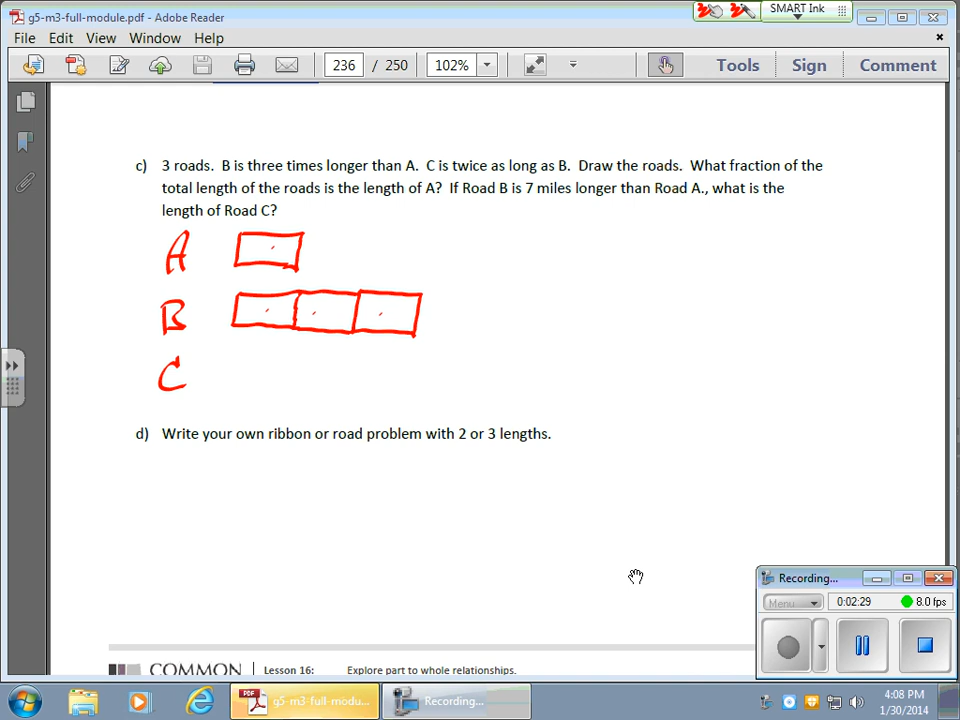 g5-m3-full-module.pdf - Adobe Reader
SMART Ink
File Edit View Window Help
236 / 250 102% Tools Sign Comment
c) 3 roads. B is three times longer than A. C is twice as long as B. Draw the roads. What fraction of the
total length of the roads is the length of A? If Road B is 7 miles longer than Road A., what is the
length of Road C?
A
B
C
d) Write your own ribbon or road problem with 2 or 3 lengths.
Recording...
Menu 0:02:29 8.0 fps
COMMON Lesson 16: Explore part to whole relationships.
PDF g5-m3-full-modu... Recording... 4:08 PM
1/30/2014